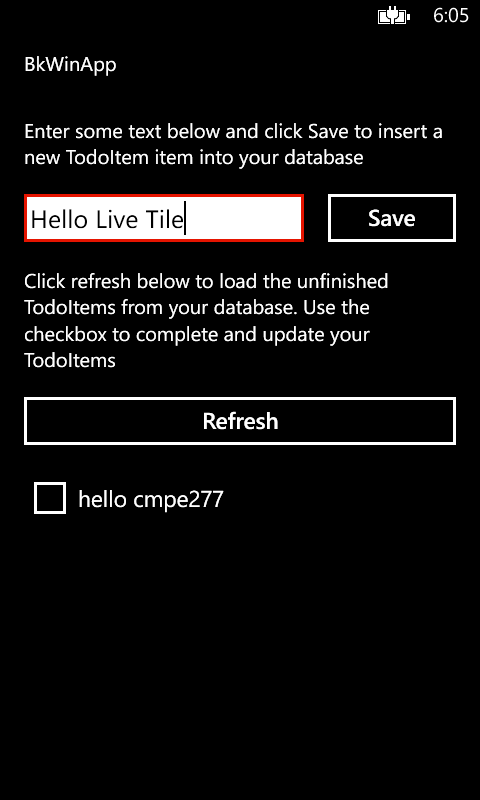 6:05
BkWinApp
Enter some text below and click Save to insert a
new TodoItem item into your database
Hello Live Tile
Save
Click refresh below to load the unfinished
TodoItems from your database. Use the
checkbox to complete and update your
TodoItems
Refresh
hello cmpe277